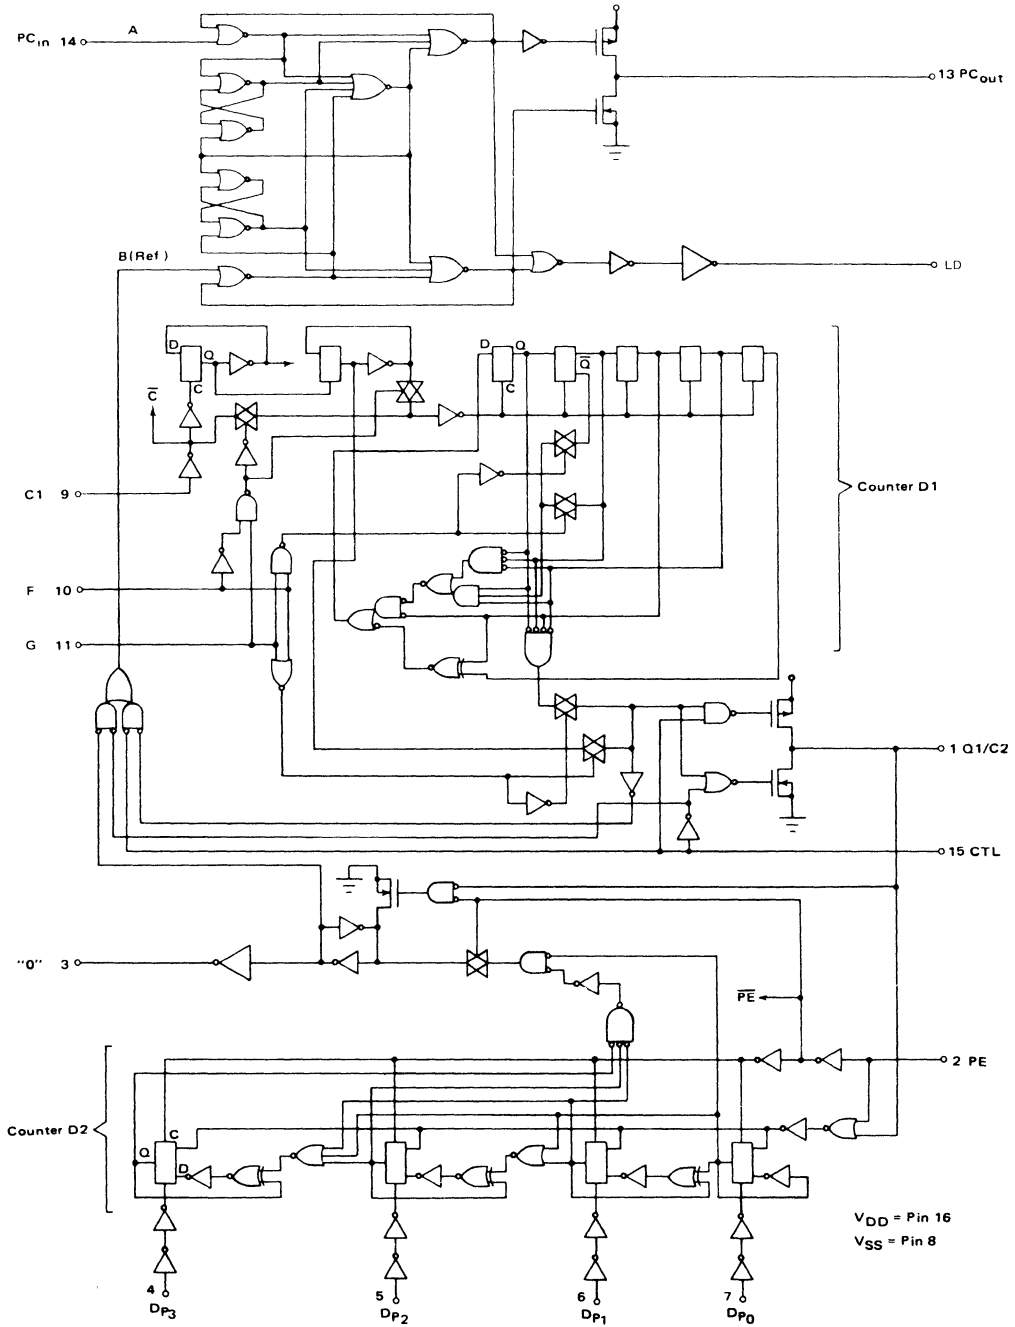 A
PCin 14
13 PCout
B(Ref)
LD
D
Q
C
C̅
D
Q
C
Q̅
C1 9
Counter D1
F 10
G 11
1 Q1/C2
15 CTL
"0" 3
P̅E̅
2 PE
Counter D2
C
Q
D
VDD = Pin 16
VSS = Pin 8
4
DP3
5
DP2
6
DP1
7
DP0